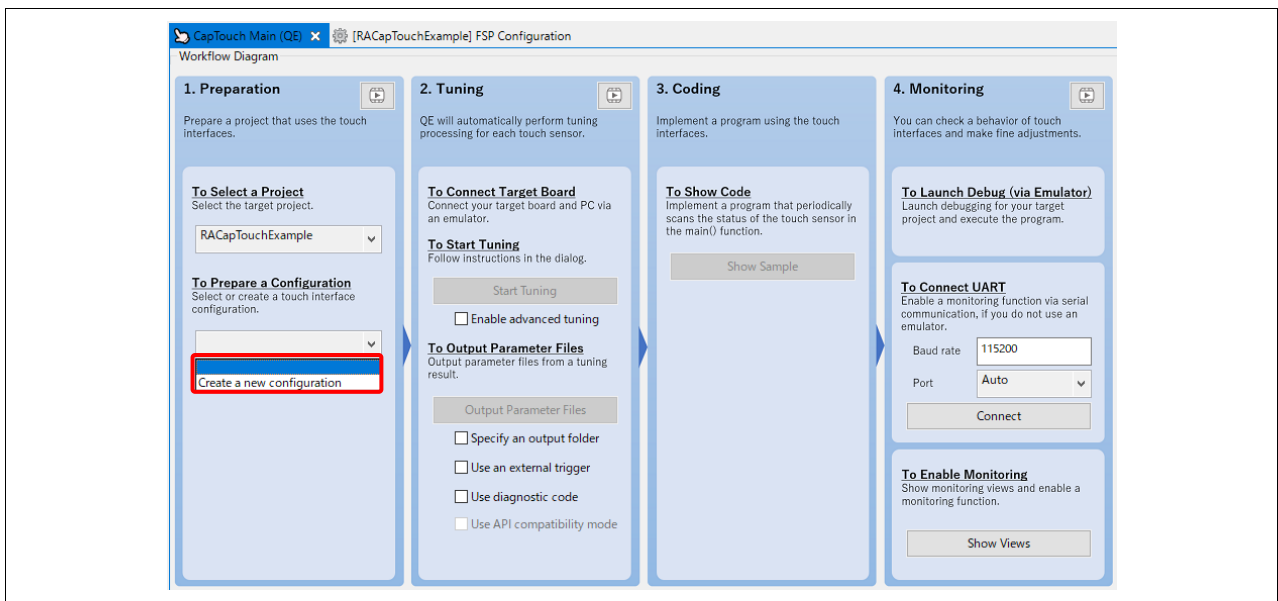 CapTouch Main (QE) [RACapTouchExample] FSP Configuration
Workflow Diagram
1. Preparation
Prepare a project that uses the touch
interfaces.
To Select a Project
Select the target project.
RACapTouchExample
To Prepare a Configuration
Select or create a touch interface
configuration.
Create a new configuration
2. Tuning
QE will automatically perform tuning
processing for each touch sensor.
To Connect Target Board
Connect your target board and PC via
an emulator.
To Start Tuning
Follow instructions in the dialog.
Start Tuning
Enable advanced tuning
To Output Parameter Files
Output parameter files from a tuning
result.
Output Parameter Files
Specify an output folder
Use an external trigger
Use diagnostic code
Use API compatibility mode
3. Coding
Implement a program using the touch
interfaces.
To Show Code
Implement a program that periodically
scans the status of the touch sensor in
the main() function.
Show Sample
4. Monitoring
You can check a behavior of touch
interfaces and make fine adjustments.
To Launch Debug (via Emulator)
Launch debugging for your target
project and execute the program.
To Connect UART
Enable a monitoring function via serial
communication, if you do not use an
emulator.
Baud rate 115200
Port Auto
Connect
To Enable Monitoring
Show monitoring views and enable a
monitoring function.
Show Views